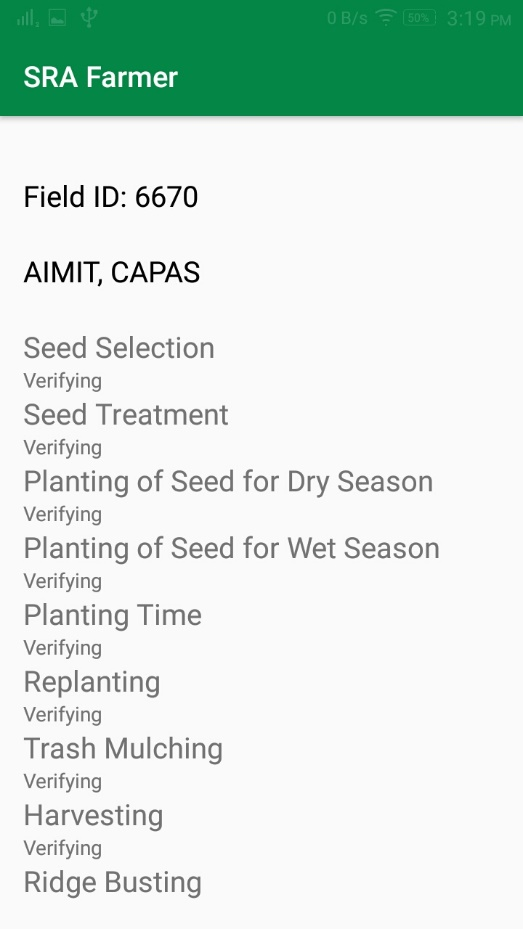 0 B/s 50% 3:19 PM
SRA Farmer
Field ID: 6670
AIMIT, CAPAS
Seed Selection
Verifying
Seed Treatment
Verifying
Planting of Seed for Dry Season
Verifying
Planting of Seed for Wet Season
Verifying
Planting Time
Verifying
Replanting
Verifying
Trash Mulching
Verifying
Harvesting
Verifying
Ridge Busting